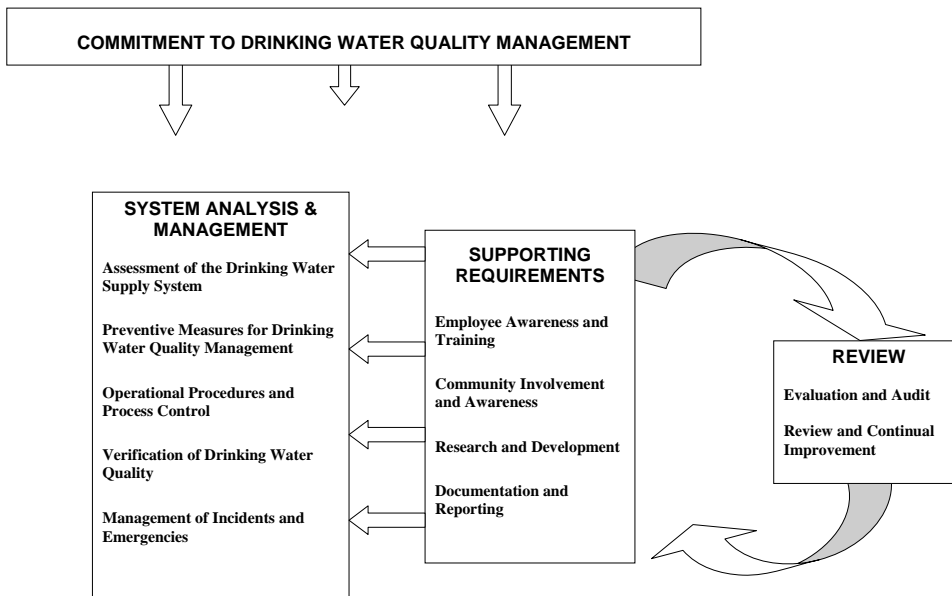 COMMITMENT TO DRINKING WATER QUALITY MANAGEMENT
SYSTEM ANALYSIS &
MANAGEMENT
Assessment of the Drinking Water
Supply System
Preventive Measures for Drinking
Water Quality Management
Operational Procedures and
Process Control
Verification of Drinking Water
Quality
Management of Incidents and
Emergencies
SUPPORTING
REQUIREMENTS
Employee Awareness and
Training
Community Involvement
and Awareness
Research and Development
Documentation and
Reporting
REVIEW
Evaluation and Audit
Review and Continual
Improvement